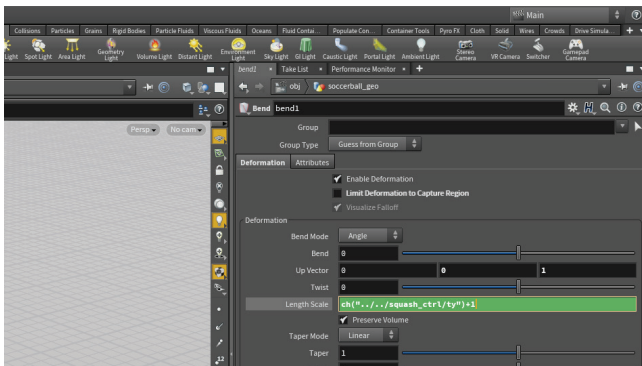 Main
Collisions Particles Grains Rigid Bodies Particle Fluids Viscous Fluids Oceans Fluid Contai... Populate Con... Container Tools Pyro FX Cloth Solid Wires Crowds Drive Simula...
Light Spot Light Area Light Geometry Light Volume Light Distant Light Environment Light Sky Light GI Light Caustic Light Portal Light Ambient Light Stereo Camera VR Camera Switcher Gamepad Camera
bend1 Take List Performance Monitor
obj soccerball_geo
Bend bend1
Persp No cam
Group
Group Type Guess from Group
Deformation Attributes
Enable Deformation
Limit Deformation to Capture Region
Visualize Falloff
Deformation
Bend Mode Angle
Bend 0
Up Vector 0 0 1
Twist 0
Length Scale ch("../../squash_ctrl/ty")+1
Preserve Volume
Taper Mode Linear
Taper 1
12